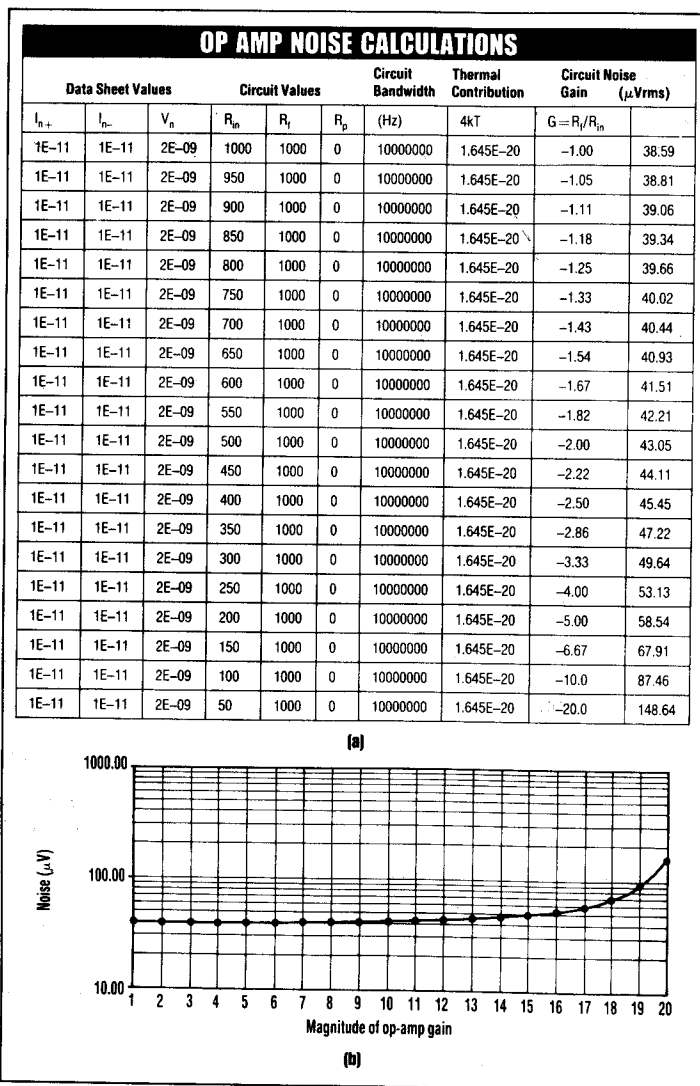 OP AMP NOISE CALCULATIONS
Data Sheet Values Circuit Values Circuit Bandwidth Thermal Contribution Circuit Noise Gain (μVrms)
In+ In– Vn Rin Rf Rp (Hz) 4kT G=Rf/Rin
1E–11 1E–11 2E–09 1000 1000 0 10000000 1.645E–20 –1.00 38.59
1E–11 1E–11 2E–09 950 1000 0 10000000 1.645E–20 –1.05 38.81
1E–11 1E–11 2E–09 900 1000 0 10000000 1.645E–20 –1.11 39.06
1E–11 1E–11 2E–09 850 1000 0 10000000 1.645E–20 –1.18 39.34
1E–11 1E–11 2E–09 800 1000 0 10000000 1.645E–20 –1.25 39.66
1E–11 1E–11 2E–09 750 1000 0 10000000 1.645E–20 –1.33 40.02
1E–11 1E–11 2E–09 700 1000 0 10000000 1.645E–20 –1.43 40.44
1E–11 1E–11 2E–09 650 1000 0 10000000 1.645E–20 –1.54 40.93
1E–11 1E–11 2E–09 600 1000 0 10000000 1.645E–20 –1.67 41.51
1E–11 1E–11 2E–09 550 1000 0 10000000 1.645E–20 –1.82 42.21
1E–11 1E–11 2E–09 500 1000 0 10000000 1.645E–20 –2.00 43.05
1E–11 1E–11 2E–09 450 1000 0 10000000 1.645E–20 –2.22 44.11
1E–11 1E–11 2E–09 400 1000 0 10000000 1.645E–20 –2.50 45.45
1E–11 1E–11 2E–09 350 1000 0 10000000 1.645E–20 –2.86 47.22
1E–11 1E–11 2E–09 300 1000 0 10000000 1.645E–20 –3.33 49.64
1E–11 1E–11 2E–09 250 1000 0 10000000 1.645E–20 –4.00 53.13
1E–11 1E–11 2E–09 200 1000 0 10000000 1.645E–20 –5.00 58.54
1E–11 1E–11 2E–09 150 1000 0 10000000 1.645E–20 –6.67 67.91
1E–11 1E–11 2E–09 100 1000 0 10000000 1.645E–20 –10.0 87.46
1E–11 1E–11 2E–09 50 1000 0 10000000 1.645E–20 –20.0 148.64
(a)
1000.00
100.00
10.00
Noise (μV)
1 2 3 4 5 6 7 8 9 10 11 12 13 14 15 16 17 18 19 20
Magnitude of op-amp gain
(b)